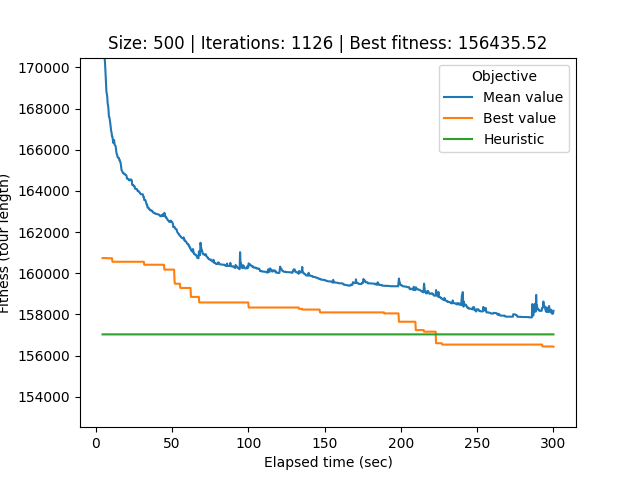 Size: 500 | Iterations: 1126 | Best fitness: 156435.52
Objective
Mean value
Best value
Heuristic
170000
168000
166000
164000
162000
160000
158000
156000
154000
Fitness (tour length)
0 50 100 150 200 250 300
Elapsed time (sec)